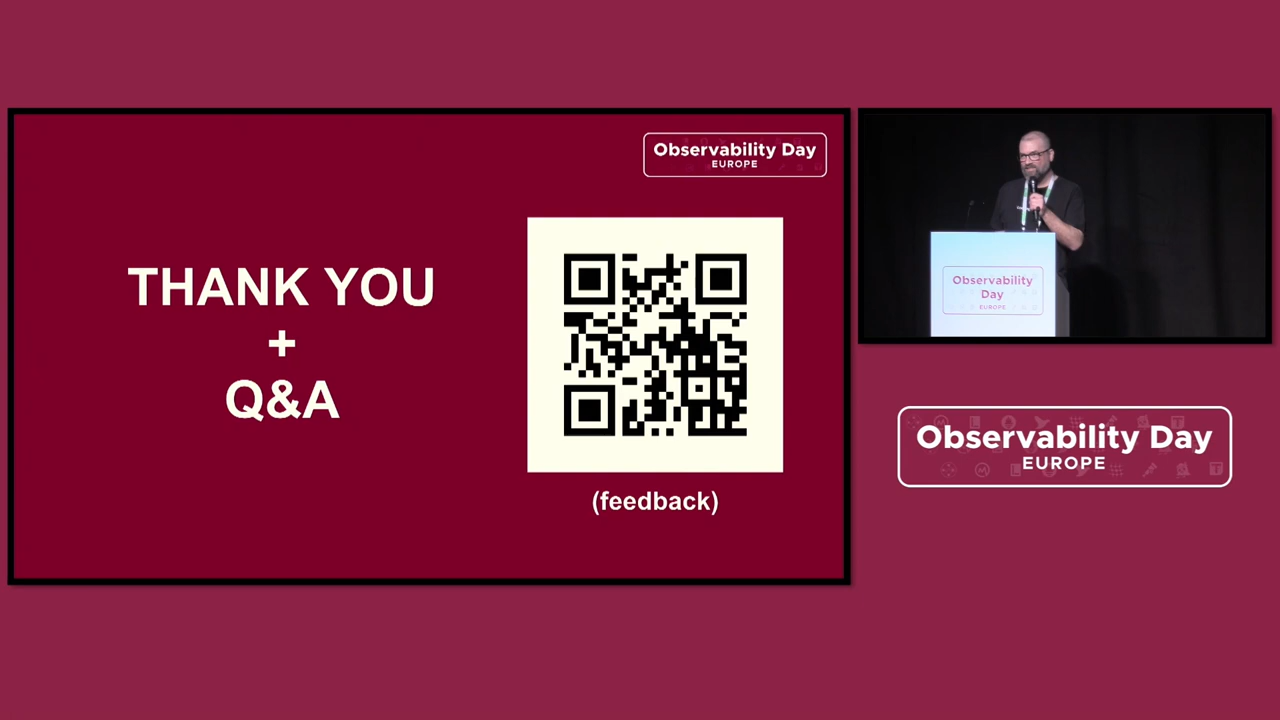 Observability Day
EUROPE
THANK YOU
+
Q&A
(feedback)
Observability
Day
EUROPE
Observability Day
EUROPE